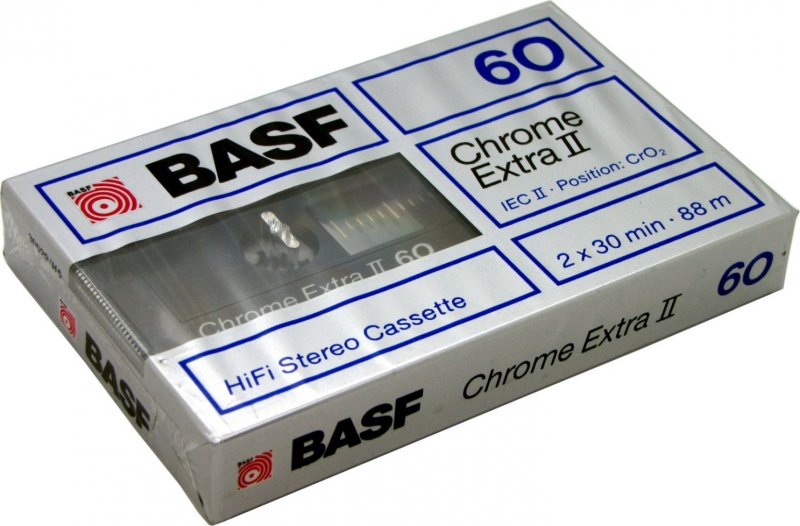 BASF
BASF
60
Chrome
Extra II
IEC II · Position: CrO₂
2 x 30 min · 88 m
Chrome Extra II 60
HiFi Stereo Cassette
BASF
BASF
Chrome Extra II
60